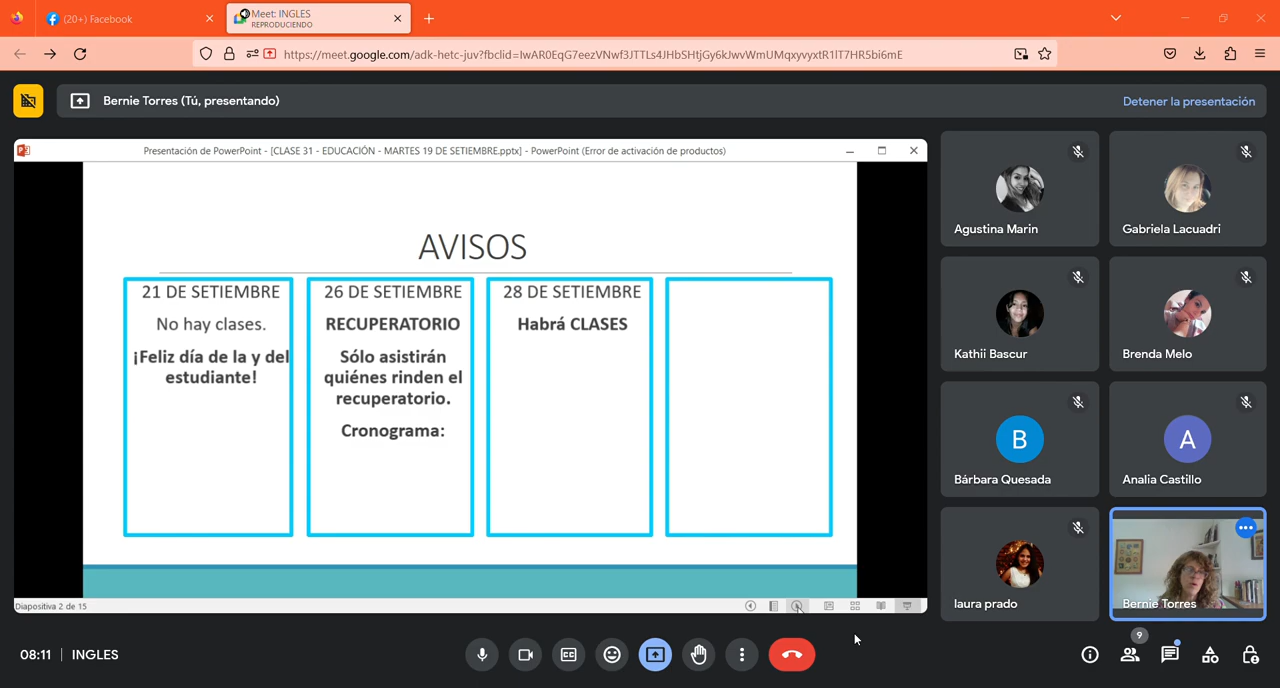 (20+) Facebook
Meet: INGLES
REPRODUCIENDO
https://meet.google.com/adk-hetc-juv?fbclid=IwAR0EqG7eezVNwf3JTTLs4JHbSHtjGy6kJwvWmUMqxyvyxtR1lT7HR5bi6mE
Bernie Torres (Tú, presentando)
Detener la presentación
Presentación de PowerPoint - [CLASE 31 - EDUCACIÓN - MARTES 19 DE SETIEMBRE.pptx] - PowerPoint (Error de activación de productos)
AVISOS
21 DE SETIEMBRE
No hay clases.
¡Feliz día de la y del
estudiante!
26 DE SETIEMBRE
RECUPERATORIO
Sólo asistirán
quiénes rinden el
recuperatorio.
Cronograma:
28 DE SETIEMBRE
Habrá CLASES
Diapositiva 2 de 15
Agustina Marin
Gabriela Lacuadri
Kathii Bascur
Brenda Melo
B
Bárbara Quesada
A
Analia Castillo
laura prado
Bernie Torres
08:11 | INGLES
9